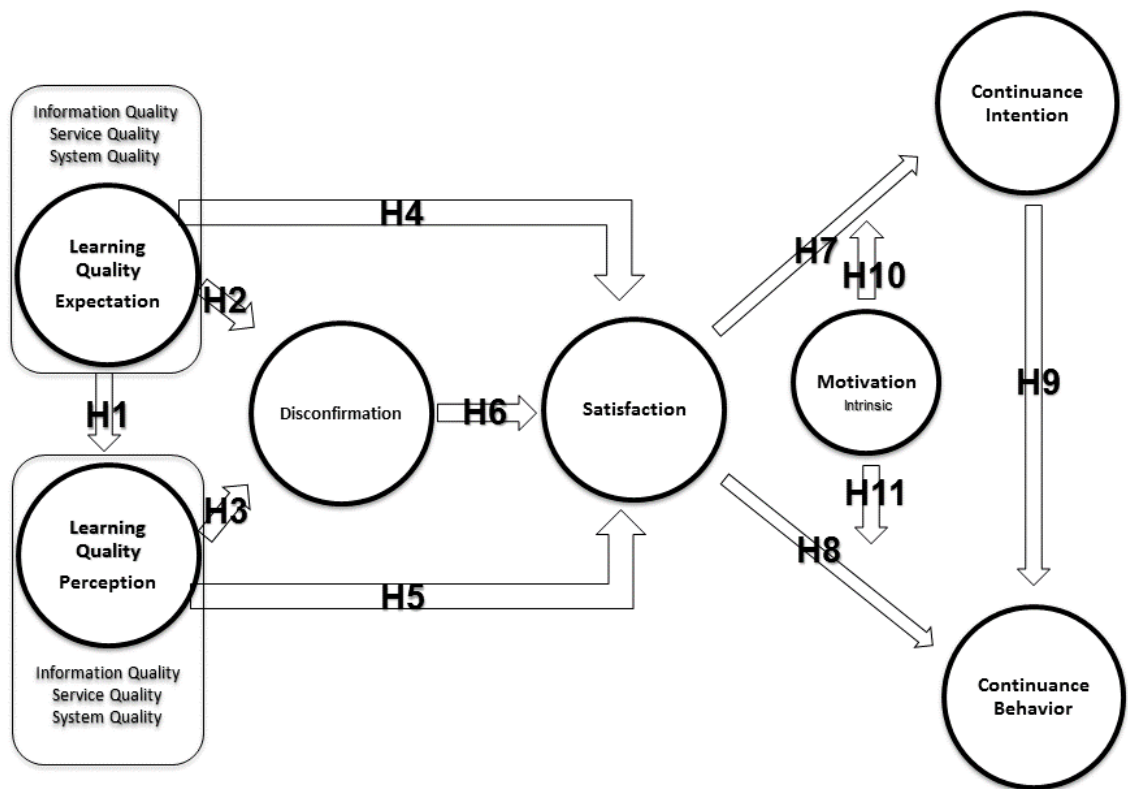 Information Quality
Service Quality
System Quality
Learning
Quality
Expectation
H1
H2
H3
H4
H5
Learning
Quality
Perception
Information Quality
Service Quality
System Quality
Disconfirmation
H6
Satisfaction
H7
H8
H10
Motivation
Intrinsic
H11
Continuance
Intention
H9
Continuance
Behavior